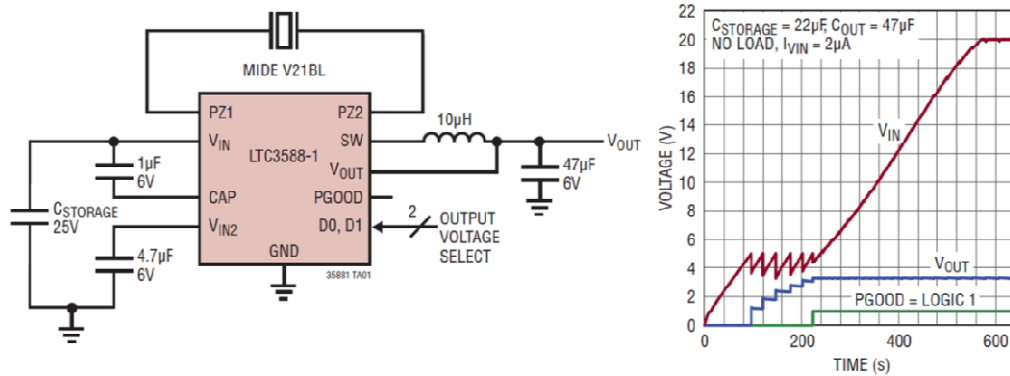 MIDE V21BL
PZ1
PZ2
VIN
SW
10µH
VOUT
LTC3588-1
VOUT
1µF
6V
CAP
PGOOD
47µF
6V
CSTORAGE
25V
VIN2
D0, D1
2
OUTPUT
VOLTAGE
SELECT
4.7µF
6V
GND
35881 TA01
CSTORAGE = 22µF, COUT = 47µF
NO LOAD, IVIN = 2µA
VOLTAGE (V)
22
20
18
16
14
12
10
8
6
4
2
0
VIN
VOUT
PGOOD = LOGIC 1
0
200
400
600
TIME (s)